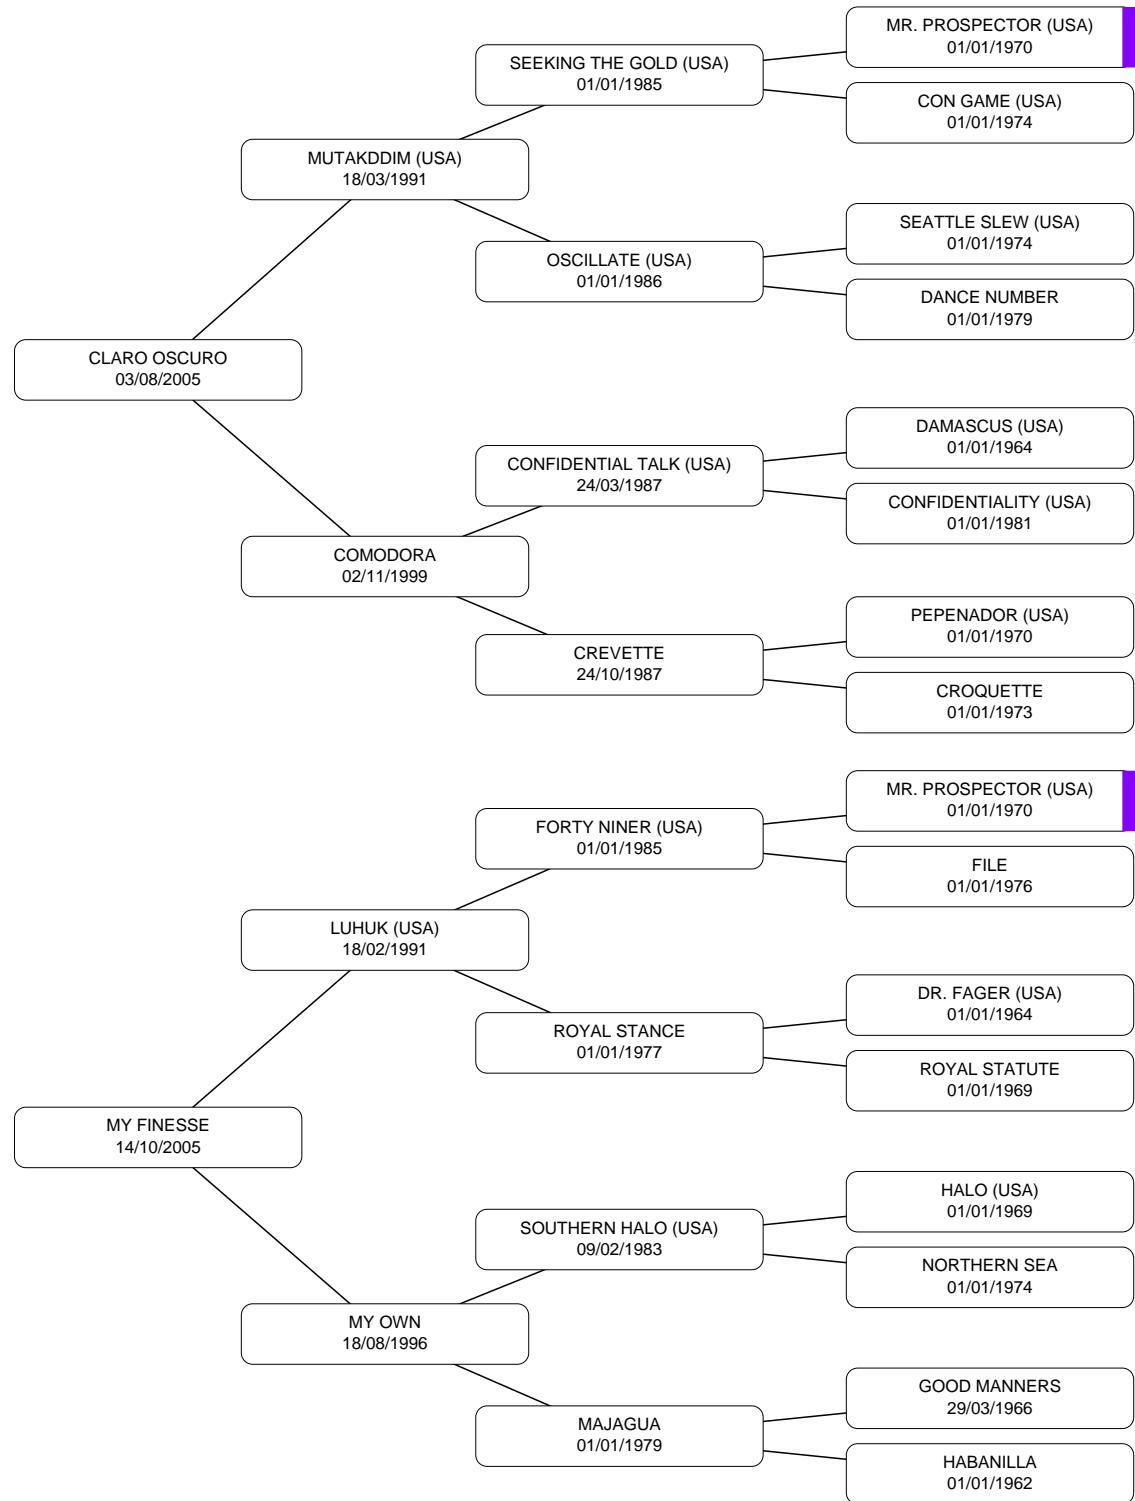 MR. PROSPECTOR (USA)
01/01/1970
SEEKING THE GOLD (USA)
01/01/1985
CON GAME (USA)
01/01/1974
MUTAKDDIM (USA)
18/03/1991
SEATTLE SLEW (USA)
01/01/1974
OSCILLATE (USA)
01/01/1986
DANCE NUMBER
01/01/1979
CLARO OSCURO
03/08/2005
DAMASCUS (USA)
01/01/1964
CONFIDENTIAL TALK (USA)
24/03/1987
CONFIDENTIALITY (USA)
01/01/1981
COMODORA
02/11/1999
PEPENADOR (USA)
01/01/1970
CREVETTE
24/10/1987
CROQUETTE
01/01/1973
MR. PROSPECTOR (USA)
01/01/1970
FORTY NINER (USA)
01/01/1985
FILE
01/01/1976
LUHUK (USA)
18/02/1991
DR. FAGER (USA)
01/01/1964
ROYAL STANCE
01/01/1977
ROYAL STATUTE
01/01/1969
MY FINESSE
14/10/2005
HALO (USA)
01/01/1969
SOUTHERN HALO (USA)
09/02/1983
NORTHERN SEA
01/01/1974
MY OWN
18/08/1996
GOOD MANNERS
29/03/1966
MAJAGUA
01/01/1979
HABANILLA
01/01/1962